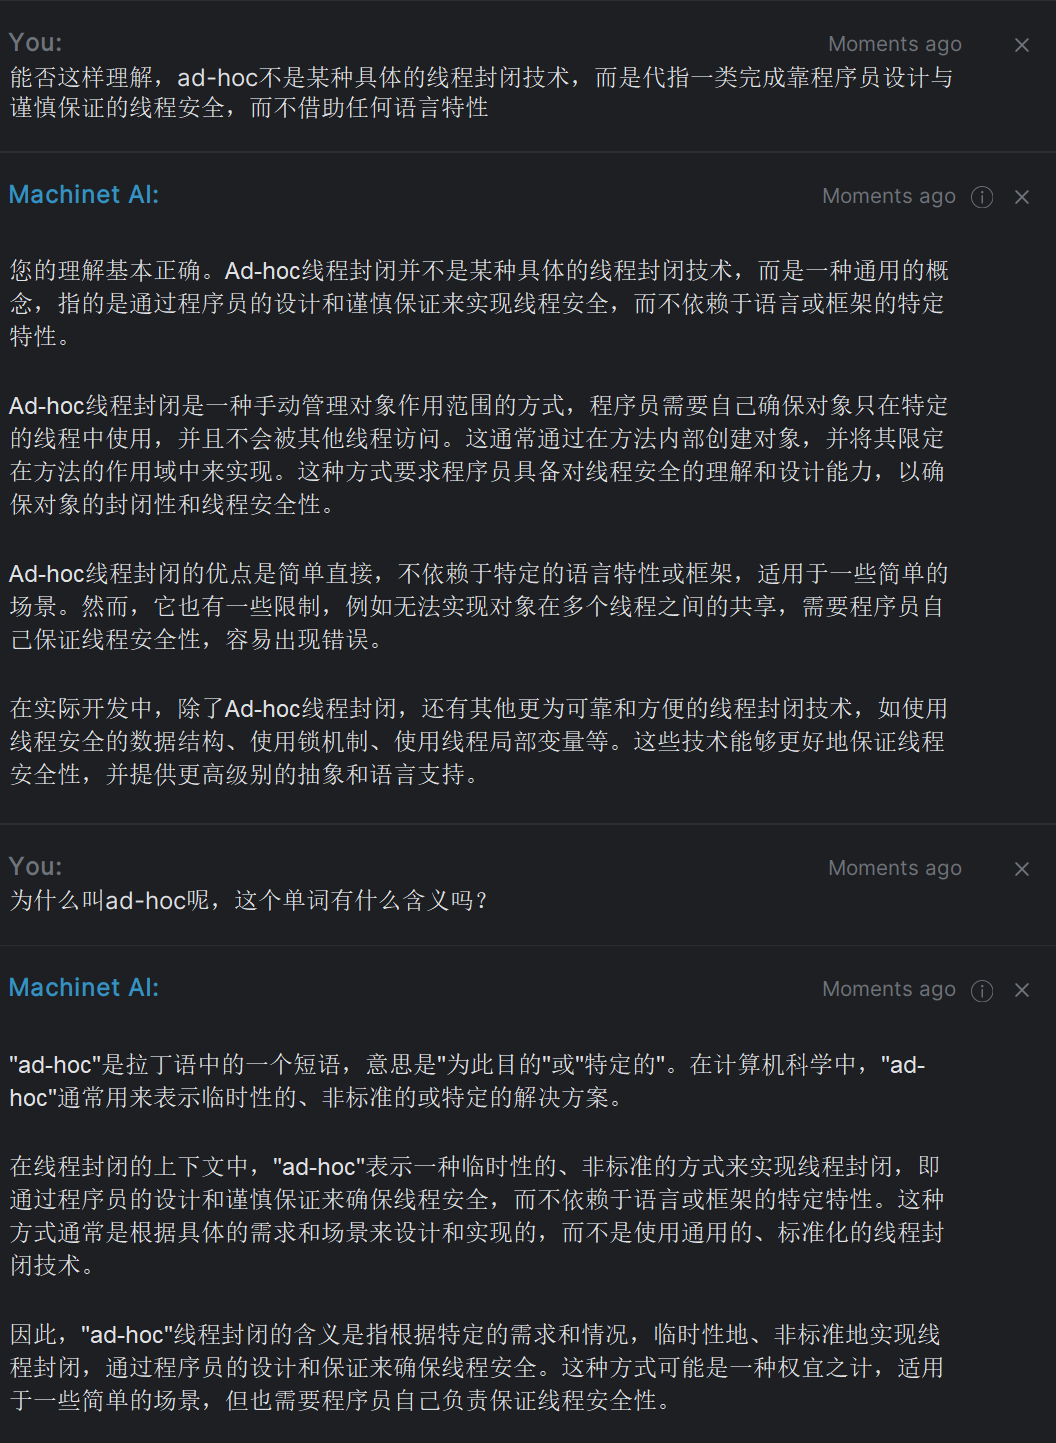 You:
Moments ago
能否这样理解，ad-hoc不是某种具体的线程封闭技术，而是代指一类完成靠程序员设计与
谨慎保证的线程安全，而不借助任何语言特性
Machinet AI:
Moments ago
您的理解基本正确。Ad-hoc线程封闭并不是某种具体的线程封闭技术，而是一种通用的概
念，指的是通过程序员的设计和谨慎保证来实现线程安全，而不依赖于语言或框架的特定
特性。
Ad-hoc线程封闭是一种手动管理对象作用范围的方式，程序员需要自己确保对象只在特定
的线程中使用，并且不会被其他线程访问。这通常通过在方法内部创建对象，并将其限定
在方法的作用域中来实现。这种方式要求程序员具备对线程安全的理解和设计能力，以确
保对象的封闭性和线程安全性。
Ad-hoc线程封闭的优点是简单直接，不依赖于特定的语言特性或框架，适用于一些简单的
场景。然而，它也有一些限制，例如无法实现对象在多个线程之间的共享，需要程序员自
己保证线程安全性，容易出现错误。
在实际开发中，除了Ad-hoc线程封闭，还有其他更为可靠和方便的线程封闭技术，如使用
线程安全的数据结构、使用锁机制、使用线程局部变量等。这些技术能够更好地保证线程
安全性，并提供更高级别的抽象和语言支持。
You:
Moments ago
为什么叫ad-hoc呢，这个单词有什么含义吗？
Machinet AI:
Moments ago
"ad-hoc"是拉丁语中的一个短语，意思是"为此目的"或"特定的"。在计算机科学中，"ad-
hoc"通常用来表示临时性的、非标准的或特定的解决方案。
在线程封闭的上下文中，"ad-hoc"表示一种临时性的、非标准的方式来实现线程封闭，即
通过程序员的设计和谨慎保证来确保线程安全，而不依赖于语言或框架的特定特性。这种
方式通常是根据具体的需求和场景来设计和实现的，而不是使用通用的、标准化的线程封
闭技术。
因此，"ad-hoc"线程封闭的含义是指根据特定的需求和情况，临时性地、非标准地实现线
程封闭，通过程序员的设计和保证来确保线程安全。这种方式可能是一种权宜之计，适用
于一些简单的场景，但也需要程序员自己负责保证线程安全性。